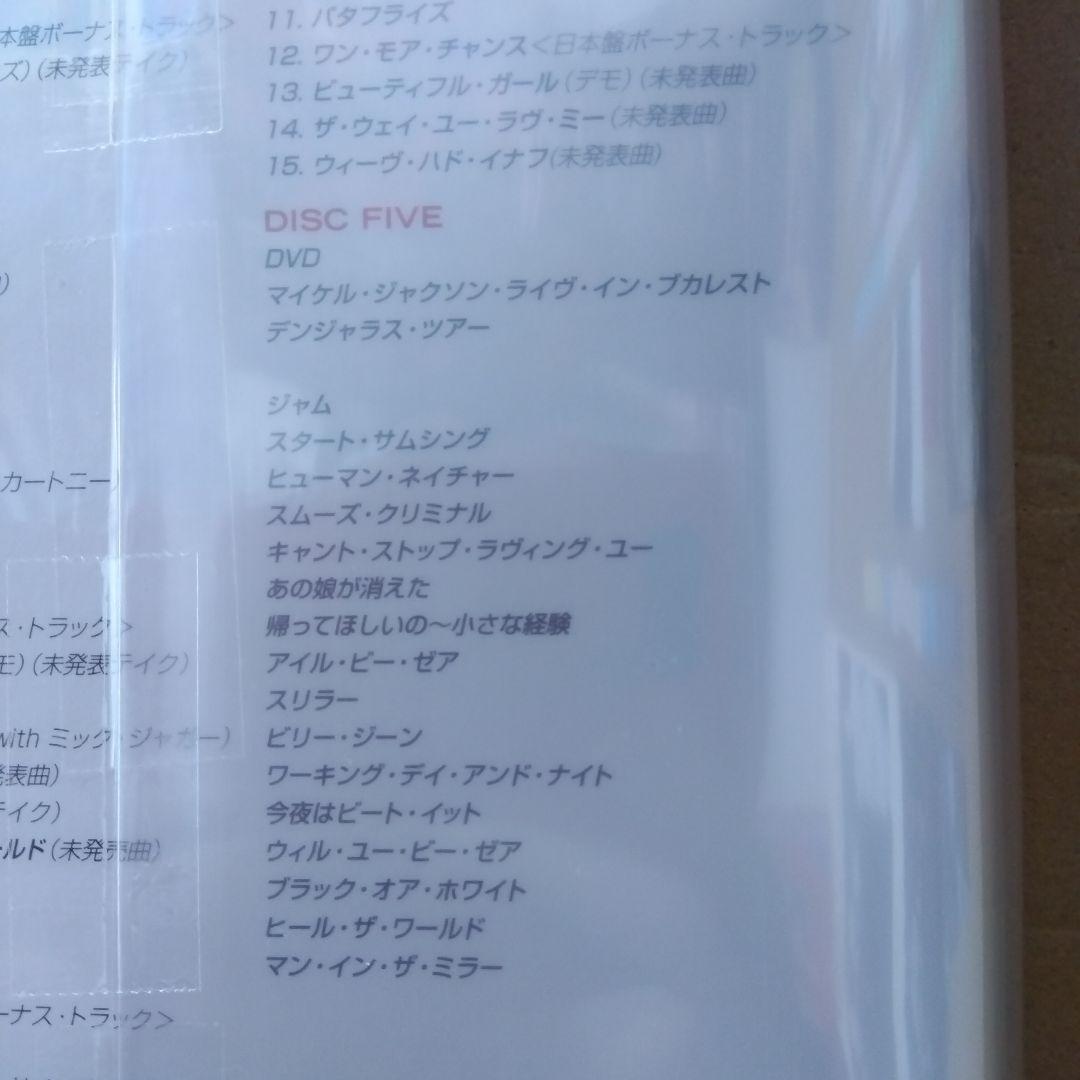 本盤ボーナス・トラック>
ズ)(未発表テイク)
カートニー)
ス・トラック>
モ)(未発表テイク)
with ミック・ジャガー)
発表曲)
テイク)
ールド(未発売曲)
ーナス・トラック>
11. バタフライズ
12. ワン・モア・チャンス<日本盤ボーナス・トラック>
13. ビューティフル・ガール(デモ)(未発表曲)
14. ザ・ウェイ・ユー・ラヴ・ミー(未発表曲)
15. ウィーヴ・ハド・イナフ(未発表曲)
DISC FIVE
DVD
マイケル・ジャクソン・ライヴ・イン・ブカレスト
デンジャラス・ツアー
ジャム
スタート・サムシング
ヒューマン・ネイチャー
スムーズ・クリミナル
キャント・ストップ・ラヴィング・ユー
あの娘が消えた
帰ってほしいの〜小さな経験
アイル・ビー・ゼア
スリラー
ビリー・ジーン
ワーキング・デイ・アンド・ナイト
今夜はビート・イット
ウィル・ユー・ビー・ゼア
ブラック・オア・ホワイト
ヒール・ザ・ワールド
マン・イン・ザ・ミラー